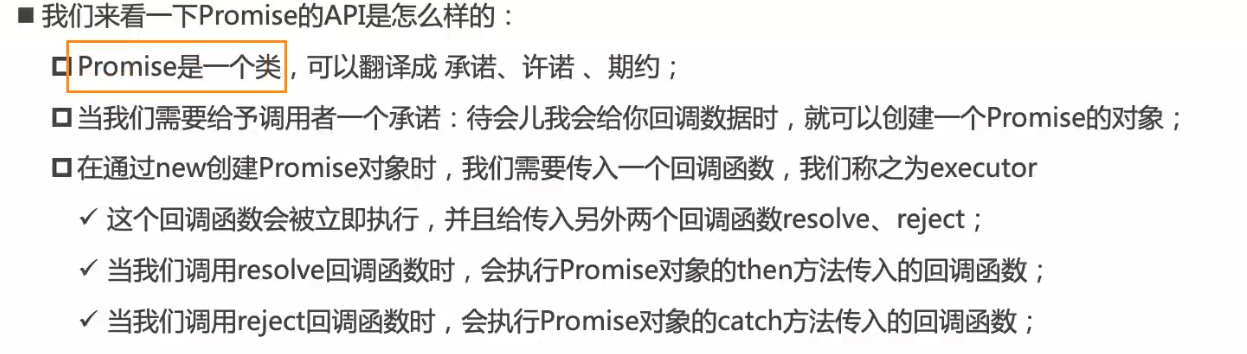 ■ 我们来看一下Promise的API是怎么样的：
Promise是一个类，可以翻译成 承诺、许诺 、期约；
当我们需要给予调用者一个承诺：待会儿我会给你回调数据时，就可以创建一个Promise的对象；
在通过new创建Promise对象时，我们需要传入一个回调函数，我们称之为executor
✓ 这个回调函数会被立即执行，并且给传入另外两个回调函数resolve、reject；
✓ 当我们调用resolve回调函数时，会执行Promise对象的then方法传入的回调函数；
✓ 当我们调用reject回调函数时，会执行Promise对象的catch方法传入的回调函数；